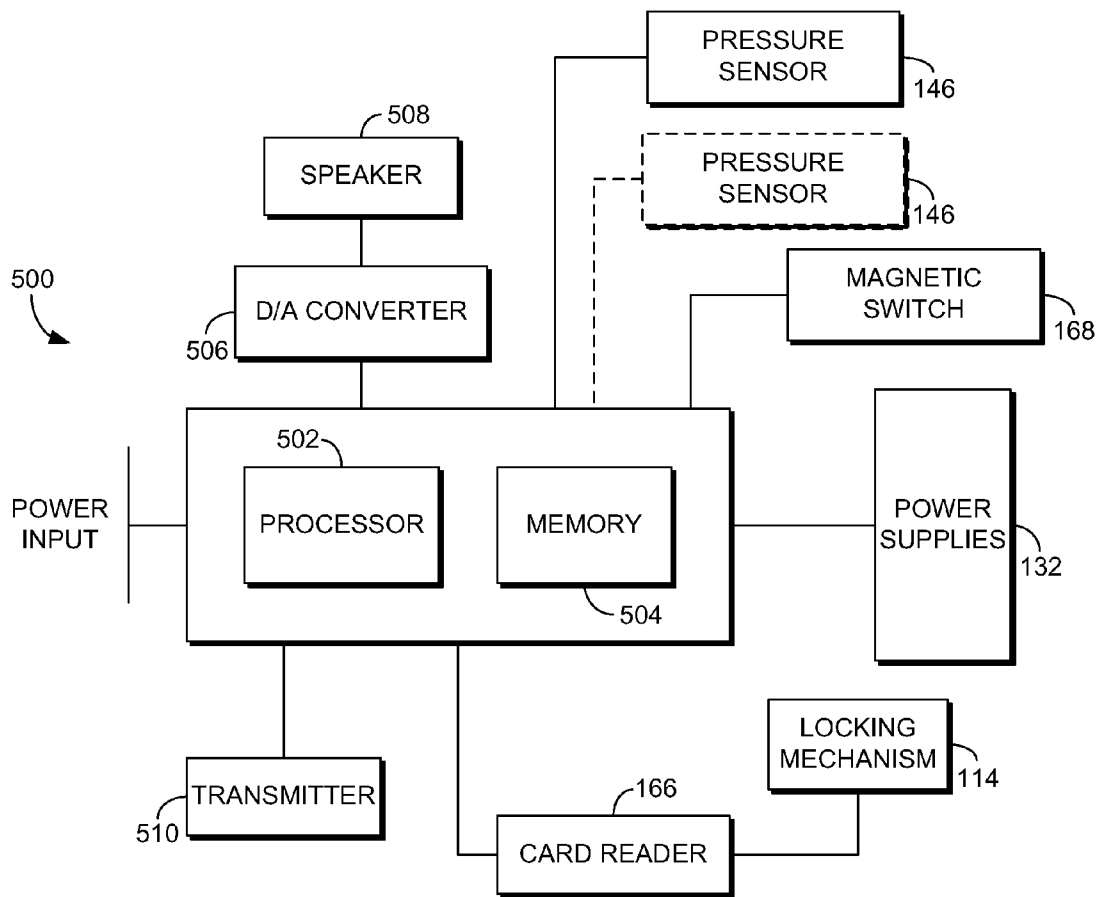 PRESSURE
SENSOR
146
508
SPEAKER
PRESSURE
SENSOR
146
500
D/A CONVERTER
506
MAGNETIC
SWITCH
168
POWER
INPUT
502
PROCESSOR
MEMORY
504
POWER
SUPPLIES
132
TRANSMITTER
510
166
CARD READER
LOCKING
MECHANISM
114